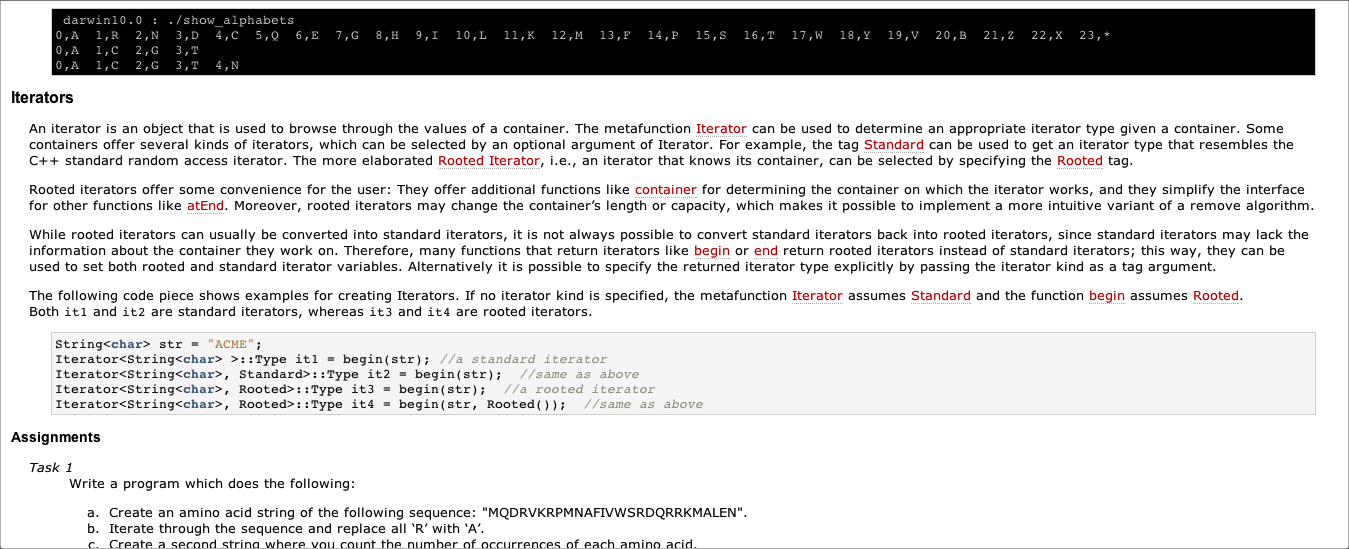 darwin10.0 : ./show_alphabets
0,A 1,R 2,N 3,D 4,C 5,Q 6,E 7,G 8,H 9,I 10,L 11,K 12,M 13,F 14,P 15,S 16,T 17,W 18,Y 19,V 20,B 21,Z 22,X 23,*
0,A 1,C 2,G 3,T
0,A 1,C 2,G 3,T 4,N
Iterators
An iterator is an object that is used to browse through the values of a container. The metafunction Iterator can be used to determine an appropriate iterator type given a container. Some
containers offer several kinds of iterators, which can be selected by an optional argument of Iterator. For example, the tag Standard can be used to get an iterator type that resembles the
C++ standard random access iterator. The more elaborated Rooted Iterator, i.e., an iterator that knows its container, can be selected by specifying the Rooted tag.
Rooted iterators offer some convenience for the user: They offer additional functions like container for determining the container on which the iterator works, and they simplify the interface
for other functions like atEnd. Moreover, rooted iterators may change the container’s length or capacity, which makes it possible to implement a more intuitive variant of a remove algorithm.
While rooted iterators can usually be converted into standard iterators, it is not always possible to convert standard iterators back into rooted iterators, since standard iterators may lack the
information about the container they work on. Therefore, many functions that return iterators like begin or end return rooted iterators instead of standard iterators; this way, they can be
used to set both rooted and standard iterator variables. Alternatively it is possible to specify the returned iterator type explicitly by passing the iterator kind as a tag argument.
The following code piece shows examples for creating Iterators. If no iterator kind is specified, the metafunction Iterator assumes Standard and the function begin assumes Rooted.
Both it1 and it2 are standard iterators, whereas it3 and it4 are rooted iterators.
String<char> str = "ACME";
Iterator<String<char> >::Type it1 = begin(str); //a standard iterator
Iterator<String<char>, Standard>::Type it2 = begin(str); //same as above
Iterator<String<char>, Rooted>::Type it3 = begin(str); //a rooted iterator
Iterator<String<char>, Rooted>::Type it4 = begin(str, Rooted()); //same as above
Assignments
Task 1
Write a program which does the following:
a. Create an amino acid string of the following sequence: "MQDRVKRPMNAFIVWSRDQRRKMALEN".
b. Iterate through the sequence and replace all ‘R’ with ‘A’.
c. Create a second string where you count the number of occurrences of each amino acid.